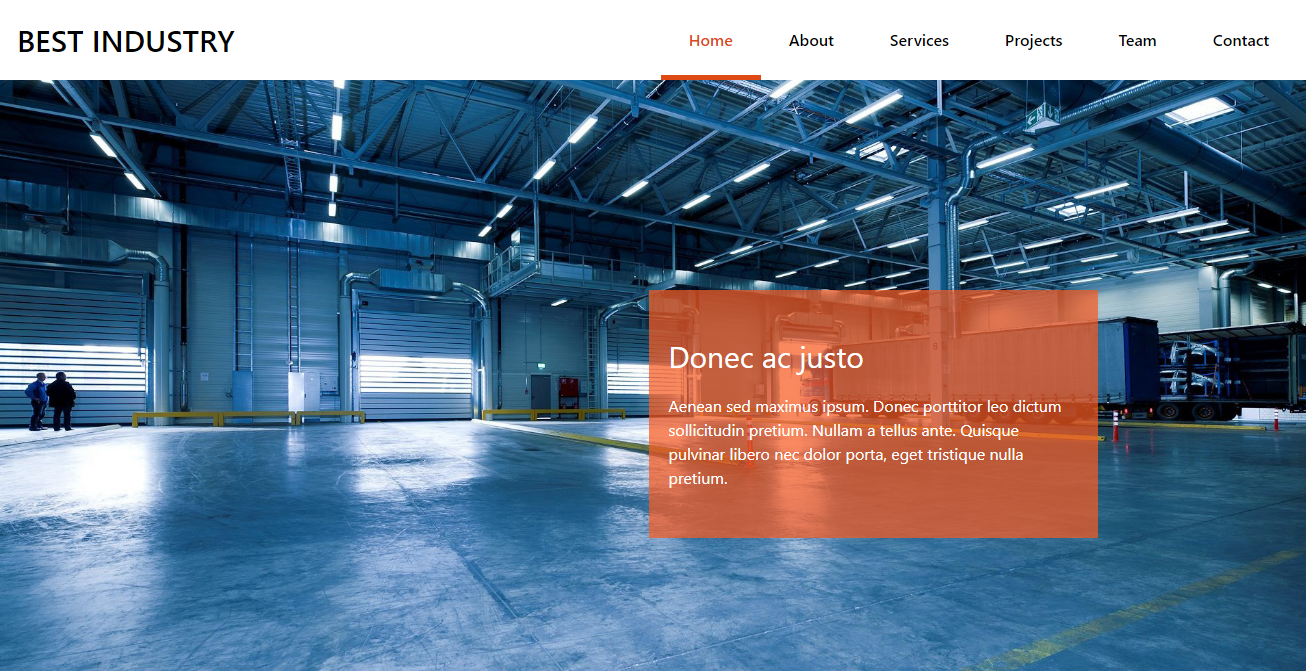 BEST INDUSTRY
Home About Services Projects Team Contact
Donec ac justo
Aenean sed maximus ipsum. Donec porttitor leo dictum
sollicitudin pretium. Nullam a tellus ante. Quisque
pulvinar libero nec dolor porta, eget tristique nulla
pretium.